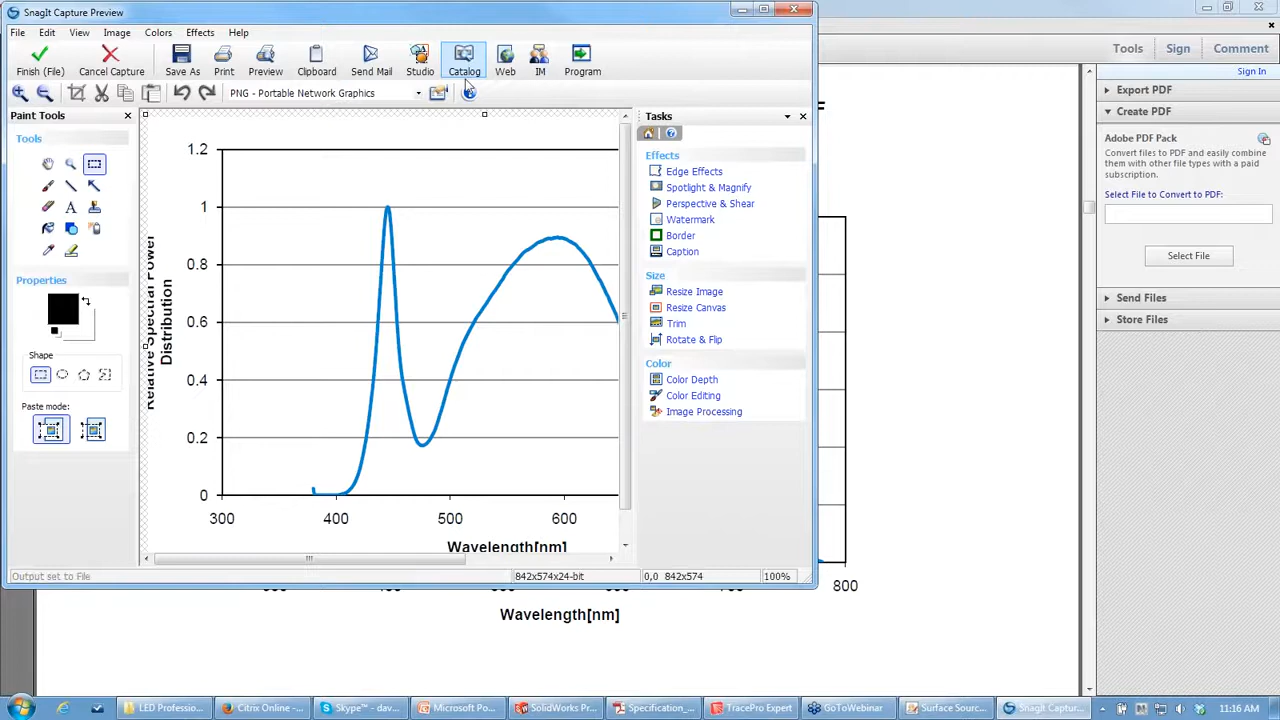 SnagIt Capture Preview
File Edit View Image Colors Effects Help
Finish (File) Cancel Capture Save As Print Preview Clipboard Send Mail Studio Catalog Web IM Program
PNG - Portable Network Graphics
Paint Tools
Tools
Properties
Shape
Paste mode:
1.2
1
0.8
0.6
0.4
0.2
0
300 400 500 600
Relative Spectral Power
Distribution
Wavelength[nm]
Tasks
Effects
Edge Effects
Spotlight & Magnify
Perspective & Shear
Watermark
Border
Caption
Size
Resize Image
Resize Canvas
Trim
Rotate & Flip
Color
Color Depth
Color Editing
Image Processing
Output set to File
842x574x24-bit
0,0 842x574
100%
800
Wavelength[nm]
Tools Sign Comment
Sign In
Export PDF
Create PDF
Adobe PDF Pack
Convert files to PDF and easily combine
them with other file types with a paid
subscription.
Select File to Convert to PDF:
Select File
Send Files
Store Files
LED Professio... Citrix Online -... Skype™ - dav... Microsoft Po... SolidWorks Pr... Specification_... TracePro Expert GoToWebinar Surface Sourc... SnagIt Captur... 11:16 AM